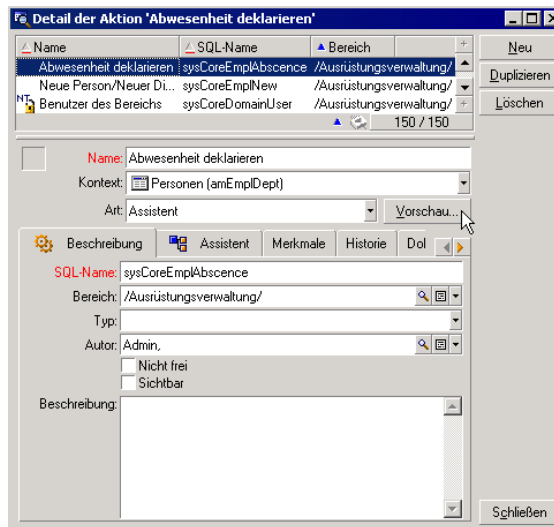 Detail der Aktion 'Abwesenheit deklarieren'
Name SQL-Name Bereich
Abwesenheit deklarieren sysCoreEmplAbscence /Ausrüstungsverwaltung/
Neue Person/Neuer Di... sysCoreEmplNew /Ausrüstungsverwaltung/
NT Benutzer des Bereichs sysCoreDomainUser /Ausrüstungsverwaltung/
150 / 150
Neu
Duplizieren
Löschen
Name: Abwesenheit deklarieren
Kontext: Personen (amEmplDept)
Art: Assistent Vorschau...
Beschreibung Assistent Merkmale Historie Dol
SQL-Name: sysCoreEmplAbscence
Bereich: /Ausrüstungsverwaltung/
Typ:
Autor: Admin,
Nicht frei
Sichtbar
Beschreibung:
Schließen